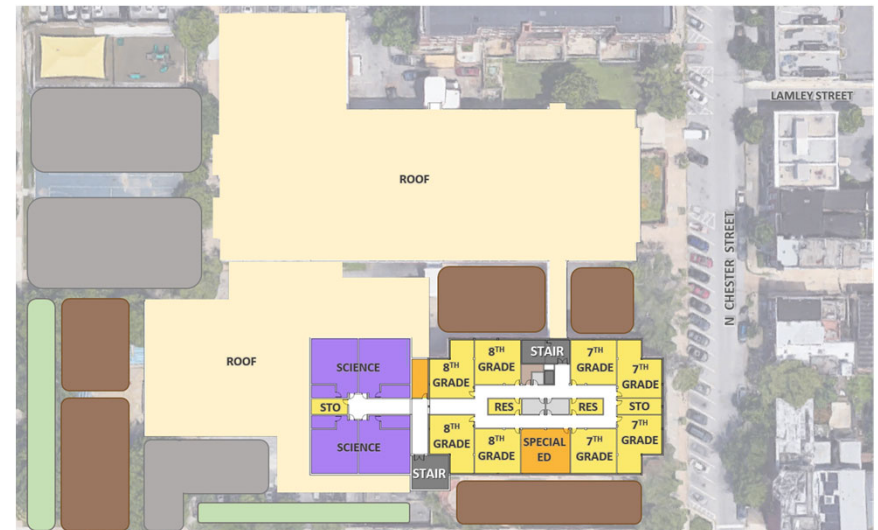 LAMLEY STREET
ROOF
N CHESTER STREET
ROOF
SCIENCE
8TH
GRADE
8TH
GRADE
STAIR
7TH
GRADE
7TH
GRADE
STO
RES
RES
STO
SCIENCE
8TH
GRADE
8TH
GRADE
SPECIAL
ED
7TH
GRADE
7TH
GRADE
STAIR